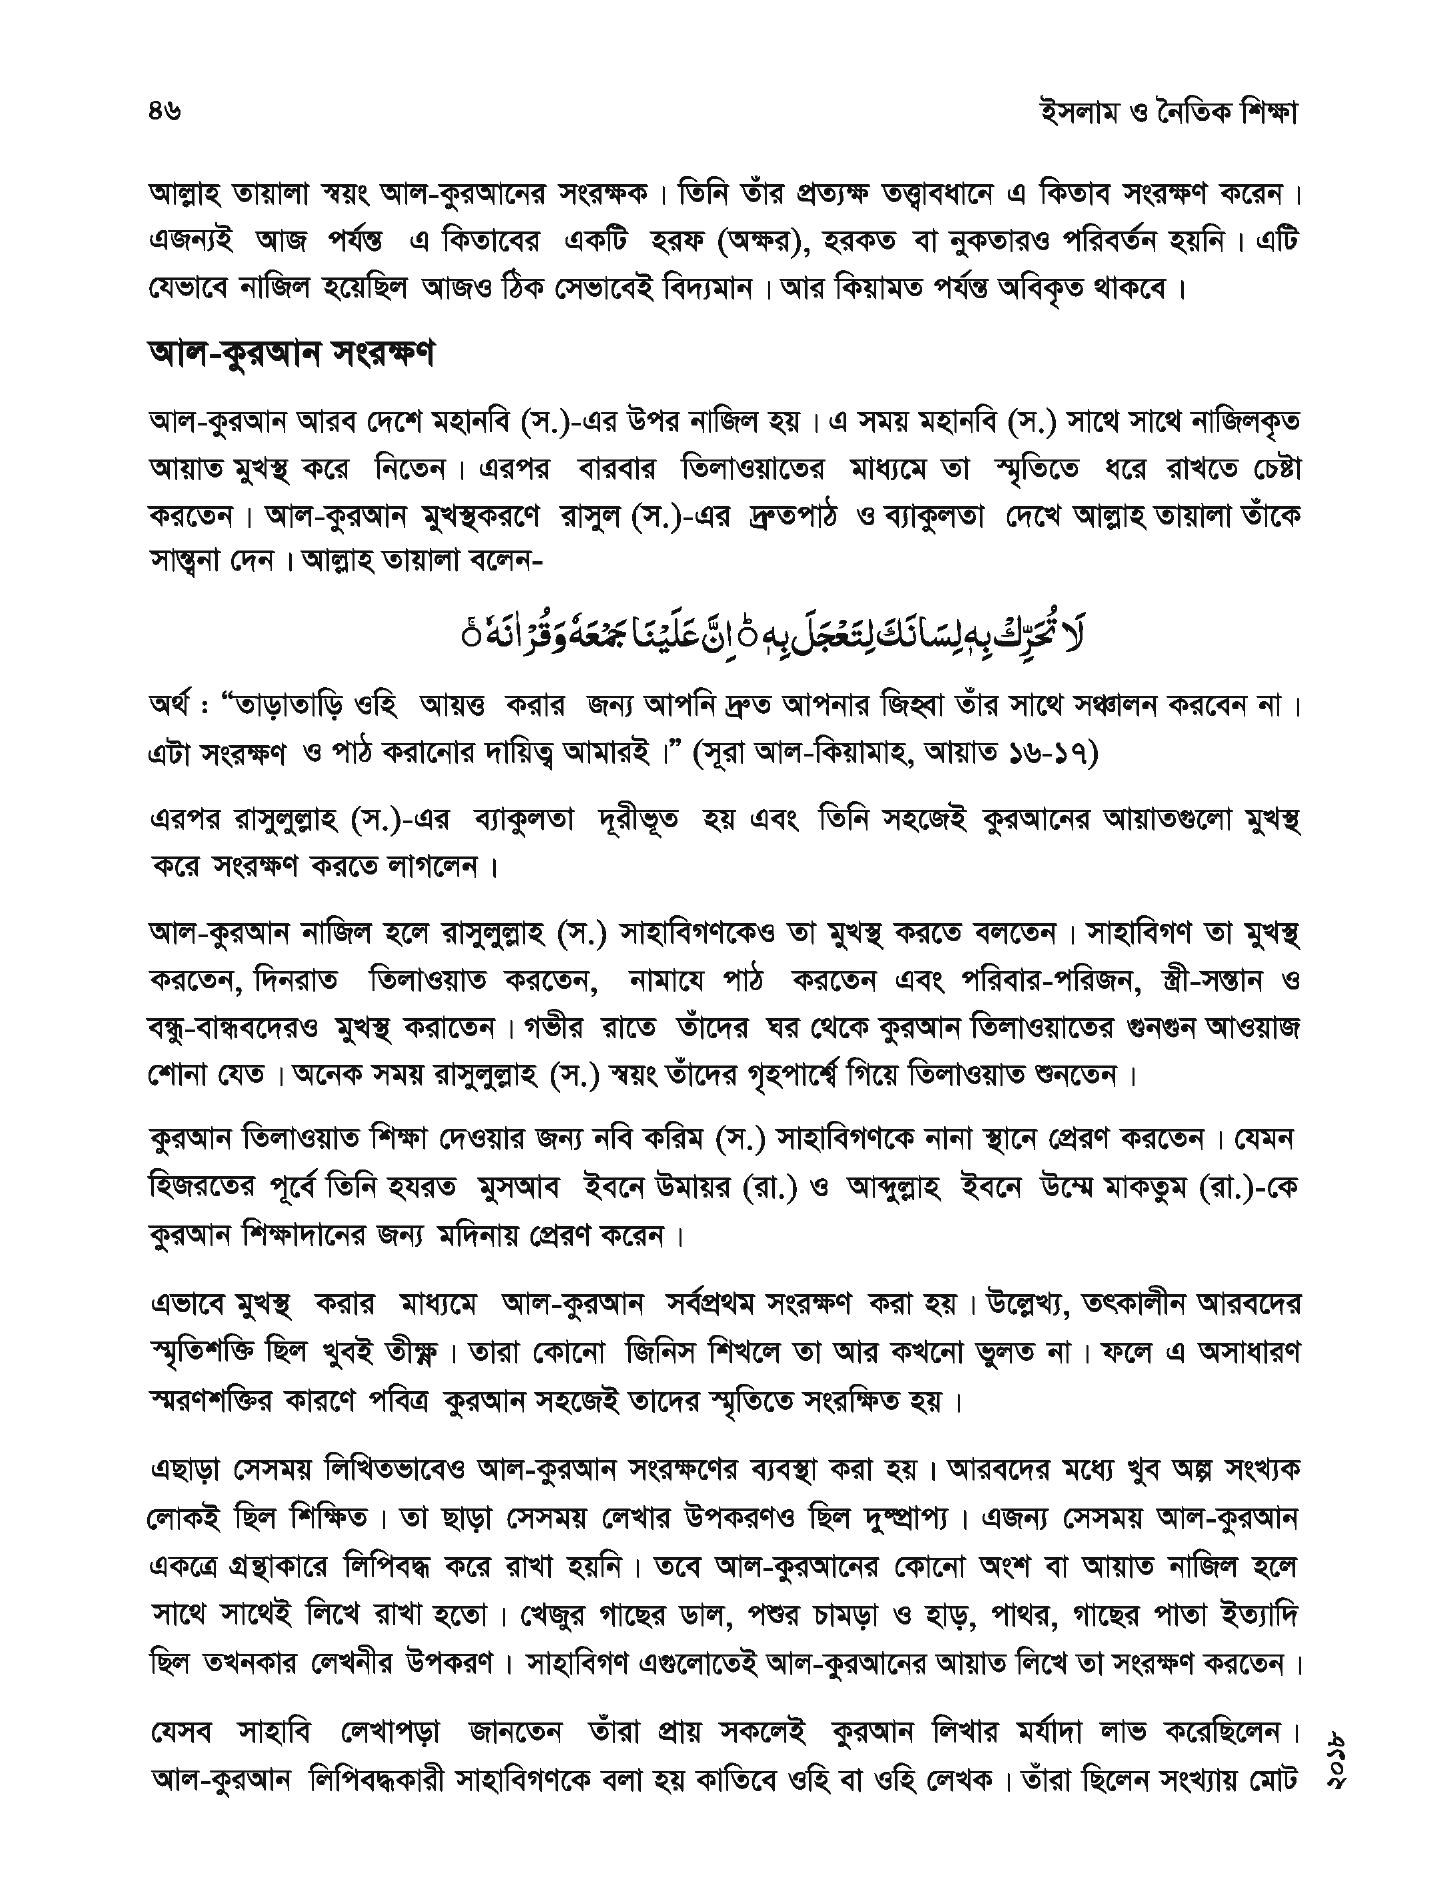 ৪৬
ইসলাম ও নৈতিক শিক্ষা
আল্লাহ তায়ালা স্বয়ং আল-কুরআনের সংরক্ষক। তিনি তাঁর প্রত্যক্ষ তত্ত্বাবধানে এ কিতাব সংরক্ষণ করেন।
এজন্যই আজ পর্যন্ত এ কিতাবের একটি হরফ (অক্ষর), হরকত বা নুকতারও পরিবর্তন হয়নি। এটি
যেভাবে নাজিল হয়েছিল আজও ঠিক সেভাবেই বিদ্যমান। আর কিয়ামত পর্যন্ত অবিকৃত থাকবে।
আল-কুরআন সংরক্ষণ
আল-কুরআন আরব দেশে মহানবি (স.)-এর উপর নাজিল হয়। এ সময় মহানবি (স.) সাথে সাথে নাজিলকৃত
আয়াত মুখস্থ করে নিতেন। এরপর বারবার তিলাওয়াতের মাধ্যমে তা স্মৃতিতে ধরে রাখতে চেষ্টা
করতেন। আল-কুরআন মুখস্থকরণে রাসুল (স.)-এর দ্রুতপাঠ ও ব্যাকুলতা দেখে আল্লাহ তায়ালা তাঁকে
সান্ত্বনা দেন। আল্লাহ তায়ালা বলেন-
لَا تُحَرِّكْ بِهٖ لِسَانَكَ لِتَعْجَلَ بِهٖ ؕ اِنَّ عَلَيْنَا جَمْعَهٗ وَقُرْاٰنَهٗ ۚ
অর্থ : “তাড়াতাড়ি ওহি আয়ত্ত করার জন্য আপনি দ্রুত আপনার জিহ্বা তাঁর সাথে সঞ্চালন করবেন না।
এটা সংরক্ষণ ও পাঠ করানোর দায়িত্ব আমারই।” (সূরা আল-কিয়ামাহ, আয়াত ১৬-১৭)
এরপর রাসুলুল্লাহ (স.)-এর ব্যাকুলতা দূরীভূত হয় এবং তিনি সহজেই কুরআনের আয়াতগুলো মুখস্থ
করে সংরক্ষণ করতে লাগলেন।
আল-কুরআন নাজিল হলে রাসুলুল্লাহ (স.) সাহাবিগণকেও তা মুখস্থ করতে বলতেন। সাহাবিগণ তা মুখস্থ
করতেন, দিনরাত তিলাওয়াত করতেন, নামাযে পাঠ করতেন এবং পরিবার-পরিজন, স্ত্রী-সন্তান ও
বন্ধু-বান্ধবদেরও মুখস্থ করাতেন। গভীর রাতে তাঁদের ঘর থেকে কুরআন তিলাওয়াতের গুনগুন আওয়াজ
শোনা যেত। অনেক সময় রাসুলুল্লাহ (স.) স্বয়ং তাঁদের গৃহপার্শ্বে গিয়ে তিলাওয়াত শুনতেন।
কুরআন তিলাওয়াত শিক্ষা দেওয়ার জন্য নবি করিম (স.) সাহাবিগণকে নানা স্থানে প্রেরণ করতেন। যেমন
হিজরতের পূর্বে তিনি হযরত মুসআব ইবনে উমায়র (রা.) ও আব্দুল্লাহ ইবনে উম্মে মাকতুম (রা.)-কে
কুরআন শিক্ষাদানের জন্য মদিনায় প্রেরণ করেন।
এভাবে মুখস্থ করার মাধ্যমে আল-কুরআন সর্বপ্রথম সংরক্ষণ করা হয়। উল্লেখ্য, তৎকালীন আরবদের
স্মৃতিশক্তি ছিল খুবই তীক্ষ্ণ। তারা কোনো জিনিস শিখলে তা আর কখনো ভুলত না। ফলে এ অসাধারণ
স্মরণশক্তির কারণে পবিত্র কুরআন সহজেই তাদের স্মৃতিতে সংরক্ষিত হয়।
এছাড়া সেসময় লিখিতভাবেও আল-কুরআন সংরক্ষণের ব্যবস্থা করা হয়। আরবদের মধ্যে খুব অল্প সংখ্যক
লোকই ছিল শিক্ষিত। তা ছাড়া সেসময় লেখার উপকরণও ছিল দুষ্প্রাপ্য। এজন্য সেসময় আল-কুরআন
একত্রে গ্রন্থাকারে লিপিবদ্ধ করে রাখা হয়নি। তবে আল-কুরআনের কোনো অংশ বা আয়াত নাজিল হলে
সাথে সাথেই লিখে রাখা হতো। খেজুর গাছের ডাল, পশুর চামড়া ও হাড়, পাথর, গাছের পাতা ইত্যাদি
ছিল তখনকার লেখনীর উপকরণ। সাহাবিগণ এগুলোতেই আল-কুরআনের আয়াত লিখে তা সংরক্ষণ করতেন।
যেসব সাহাবি লেখাপড়া জানতেন তাঁরা প্রায় সকলেই কুরআন লিখার মর্যাদা লাভ করেছিলেন।
আল-কুরআন লিপিবদ্ধকারী সাহাবিগণকে বলা হয় কাতিবে ওহি বা ওহি লেখক। তাঁরা ছিলেন সংখ্যায় মোট
২০১৮